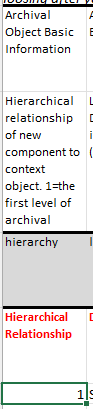 Archival
Object Basic
Information
Hierarchical
relationship
of new
component to
context
object. 1=the
first level of
archival
hierarchy
Hierarchical
Relationship
1